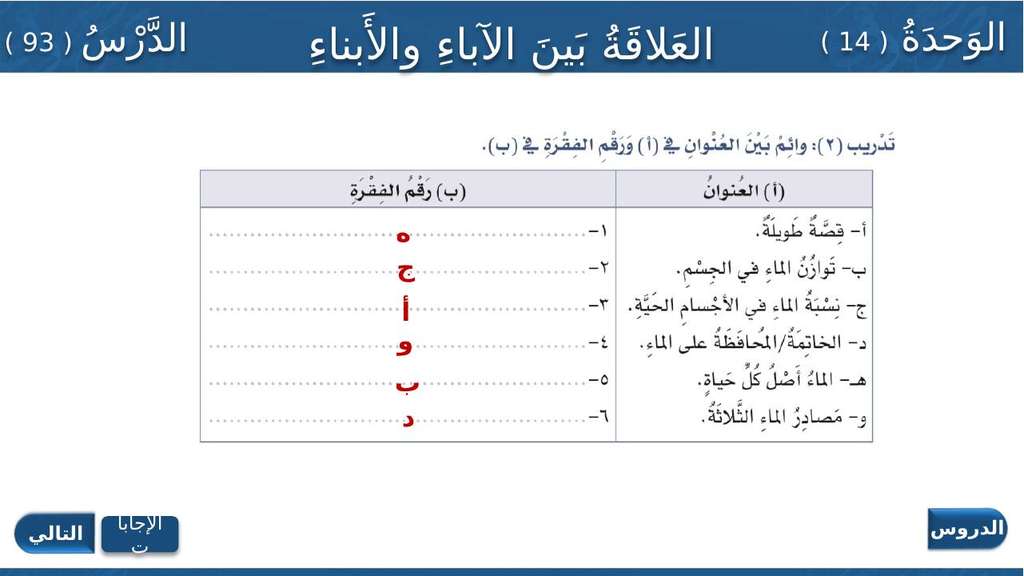 الوَحدَةُ ( 14 ) العَلاقَةُ بَينَ الآباءِ والأَبناءِ الدَّرْسُ ( 93 )
تَدْريب (٢): وائِمْ بَيْنَ العُنْوانِ في (أ) وَرَقْمِ الفِقْرَةِ في (ب).
(أ) العُنوانُ (ب) رَقْمُ الفِقْرَةِ
أ- قِصَّةٌ طَويلَةٌ. ١- ه
ب- تَوازُنُ الماءِ في الجِسْمِ. ٢- ج
ج- نِسْبَةُ الماءِ في الأجْسامِ الحَيَّةِ. ٣- أ
د- الخاتِمَةُ/المُحافَظَةُ على الماءِ. ٤- و
هـ- الماءُ أَصْلُ كُلِّ حَياةٍ. ٥- ب
و- مَصادِرُ الماءِ الثَّلاثَةُ. ٦- د
الدروس
الإجابا
ت
التالي